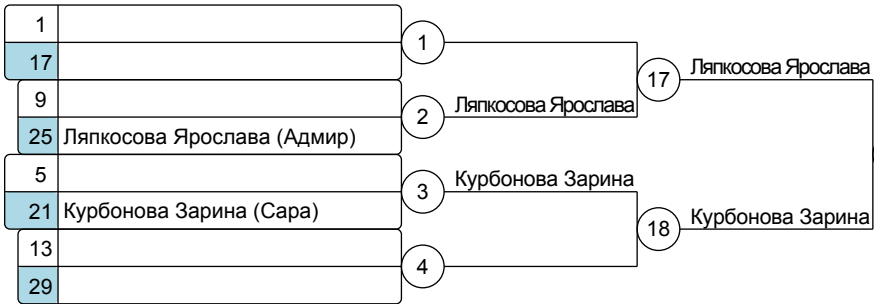 1
17
1
9
25 Ляпкосова Ярослава (Адмир)
2 Ляпкосова Ярослава
17 Ляпкосова Ярослава
5
21 Курбонова Зарина (Сара)
3 Курбонова Зарина
13
29
4
18 Курбонова Зарина